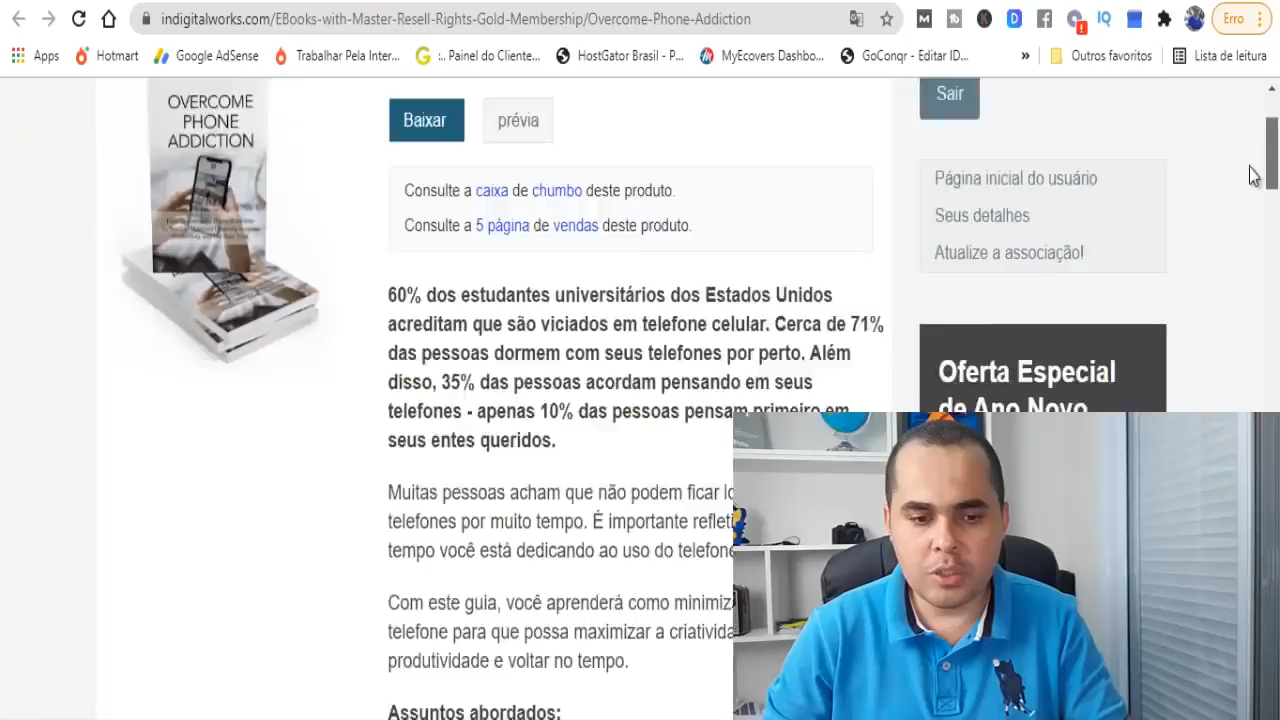 indigitalworks.com/EBooks-with-Master-Resell-Rights-Gold-Membership/Overcome-Phone-Addiction
Erro
Apps
Hotmart
Google AdSense
Trabalhar Pela Inter...
:. Painel do Cliente...
HostGator Brasil - P...
MyEcovers Dashbo...
GoConqr - Editar ID...
»
Outros favoritos
Lista de leitura
OVERCOME
PHONE
ADDICTION
Baixar
prévia
Sair
Consulte a caixa de chumbo deste produto.
Consulte a 5 página de vendas deste produto.
Página inicial do usuário
Seus detalhes
Atualize a associação!
60% dos estudantes universitários dos Estados Unidos
acreditam que são viciados em telefone celular. Cerca de 71%
das pessoas dormem com seus telefones por perto. Além
disso, 35% das pessoas acordam pensando em seus
telefones - apenas 10% das pessoas pensam primeiro em
seus entes queridos.
Oferta Especial
de Ano Novo
Muitas pessoas acham que não podem ficar
telefones por muito tempo. É importante
tempo você está dedicando ao uso do telefone
Com este guia, você aprenderá como
telefone para que possa maximizar a
produtividade e voltar no tempo.
Assuntos abordados: